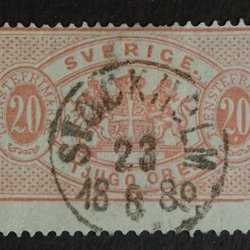 SVERIGE
TJUGO ÖRE
20
20
STOCKHOLM
23
18 6 89